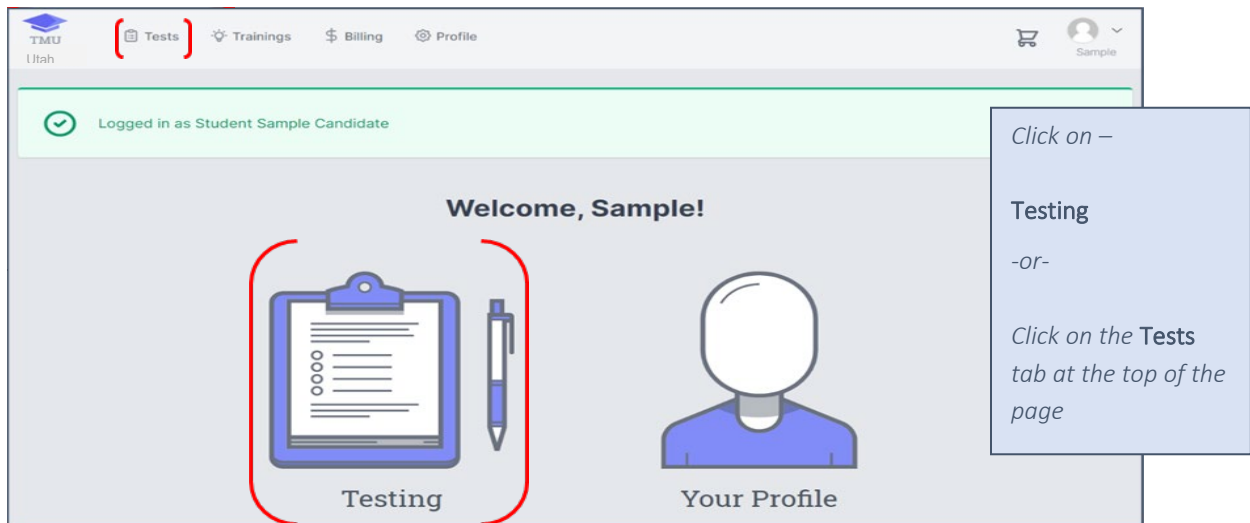 TMU
Utah
Tests Trainings $ Billing Profile
Sample
Logged in as Student Sample Candidate
Welcome, Sample!
Testing
Your Profile
Click on –
Testing
-or-
Click on the Tests
tab at the top of the
page